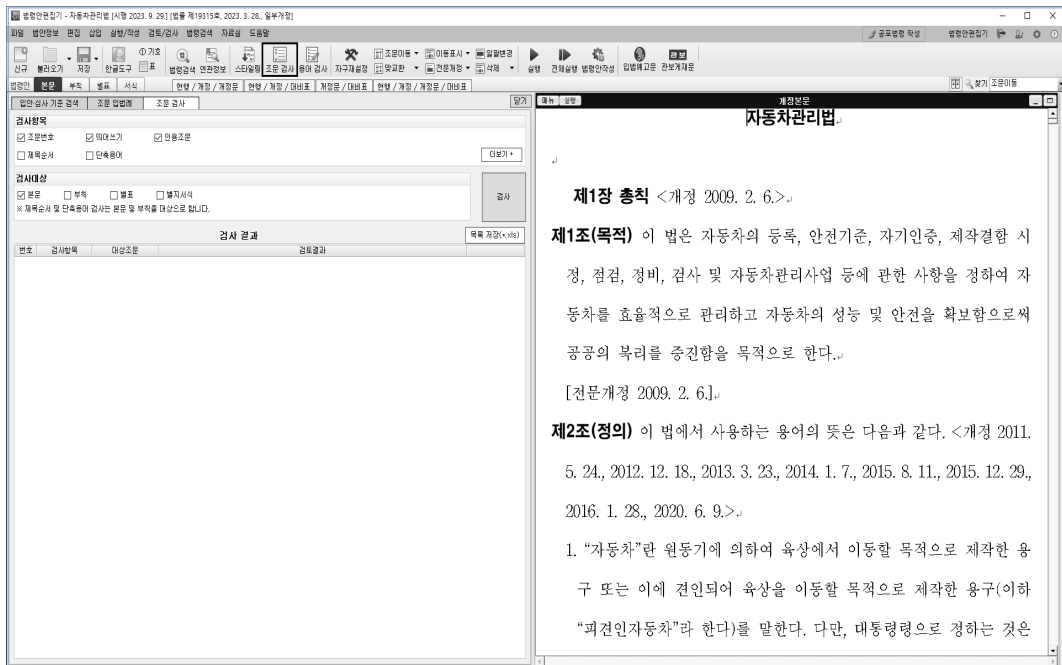 법령안편집기 - 자동차관리법 [시행 2023. 9. 29.] [법률 제19315호, 2023. 3. 28., 일부개정]
파일 법안정보 편집 삽입 실행/작성 검토/검사 별표편집 자료실 도움말
공포법령 작성 법령안편집기
신규 불러오기 저장 한글도구 기호 표 법령검색 연관정보 스타일링 조문 검사 용어 검사 자구재설정 조문이동 이동표시 일괄변경 맞교환 전문개정 삭제 실행 전체실행 법령안작성 입법예고문 관보게재문
관보
법령안 본문 부칙 별표 서식 현행 / 개정 / 개정문 현행 / 개정 / 대비표 개정문 / 대비표 현행 / 개정 / 개정문 / 대비표 찾기 조문이동
입안·심사 기준 검색 조문 입법례 조문 검사 닫기
검사항목
조문번호 띄어쓰기 인용조문
제목순서 단축용어 더보기 +
검사대상
본문 부칙 별표 별지서식 검사
※ 제목순서 및 단축용어 검사는 본문 및 부칙을 대상으로 합니다.
검사 결과 목록 저장(*.xls)
번호 검사항목 대상조문 검토결과
메뉴 설명 개정본문
자동차관리법
제1장 총칙 <개정 2009. 2. 6.>
제1조(목적) 이 법은 자동차의 등록, 안전기준, 자기인증, 제작결함 시
정, 점검, 정비, 검사 및 자동차관리사업 등에 관한 사항을 정하여 자
동차를 효율적으로 관리하고 자동차의 성능 및 안전을 확보함으로써
공공의 복리를 증진함을 목적으로 한다.
[전문개정 2009. 2. 6.]
제2조(정의) 이 법에서 사용하는 용어의 뜻은 다음과 같다. <개정 2011.
5. 24., 2012. 12. 18., 2013. 3. 23., 2014. 1. 7., 2015. 8. 11., 2015. 12. 29.,
2016. 1. 28., 2020. 6. 9.>
1. “자동차”란 원동기에 의하여 육상에서 이동할 목적으로 제작한 용
구 또는 이에 견인되어 육상을 이동할 목적으로 제작한 용구(이하
“피견인자동차”라 한다)를 말한다. 다만, 대통령령으로 정하는 것은